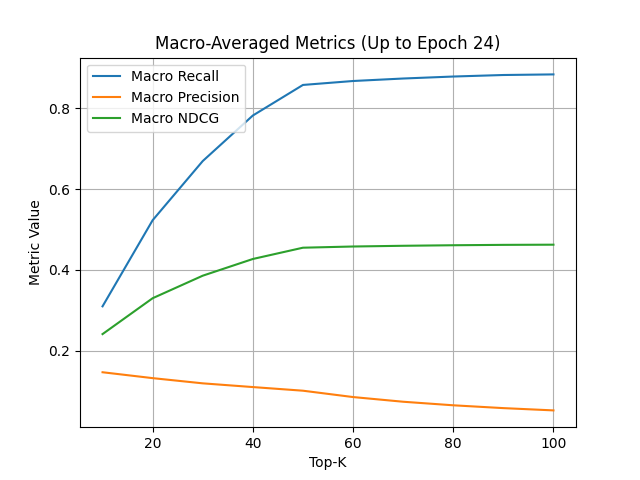 Macro-Averaged Metrics (Up to Epoch 24)
Macro Recall
Macro Precision
Macro NDCG
Metric Value
0.8
0.6
0.4
0.2
20 40 60 80 100
Top-K